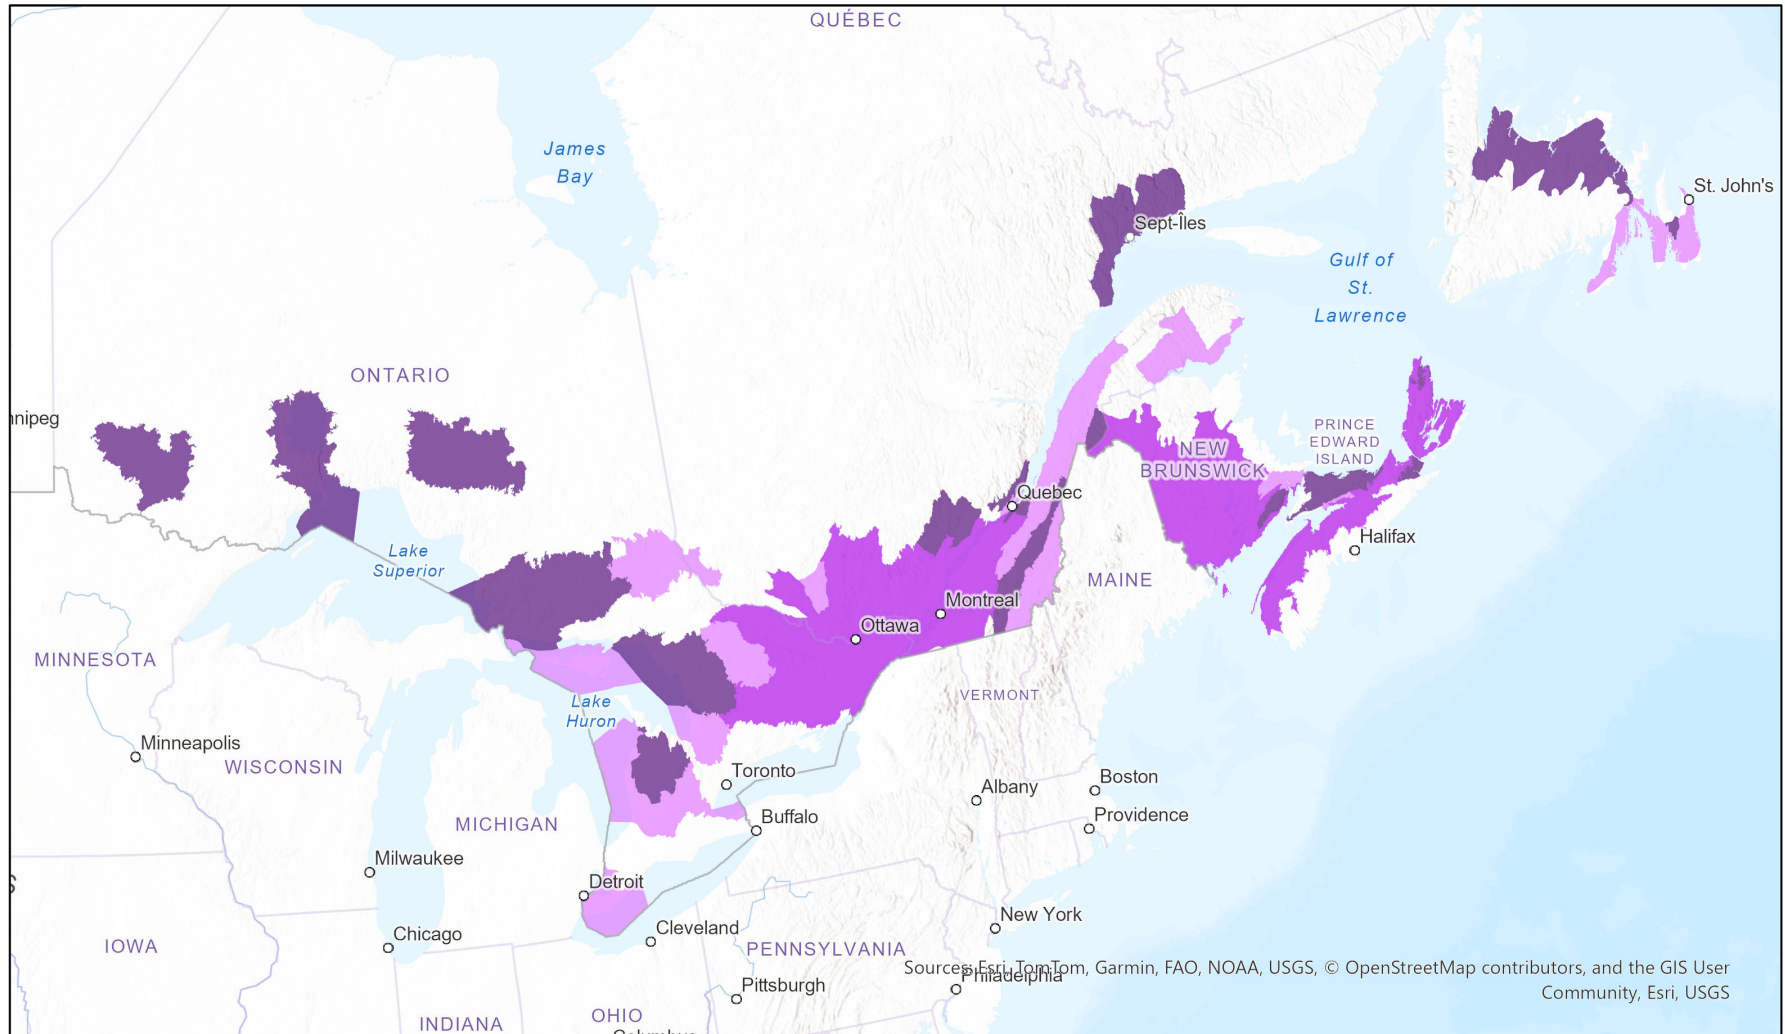 QUÉBEC
James
Bay
St. John's
Sept-Îles
Gulf of
St.
Lawrence
ONTARIO
nnipeg
PRINCE
EDWARD
ISLAND
NEW
BRUNSWICK
Quebec
Halifax
Lake
Superior
MAINE
Montreal
Ottawa
MINNESOTA
VERMONT
Lake
Huron
Minneapolis
WISCONSIN
Toronto
Boston
Albany
Providence
Buffalo
MICHIGAN
Milwaukee
Detroit
New York
Cleveland
Chicago
IOWA
PENNSYLVANIA
Sources: Esri, TomTom, Garmin, FAO, NOAA, USGS, © OpenStreetMap contributors, and the GIS User
Community, Esri, USGS
Philadelphia
Pittsburgh
OHIO
INDIANA
Columbus